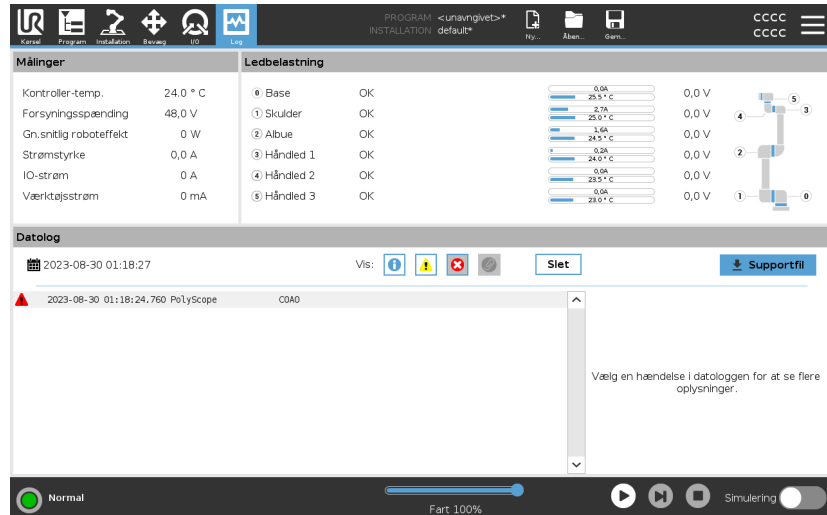 PROGRAM <unavngivet>*
INSTALLATION default*
UR
Kørsel Program Installation Bevæg I/O Log
Ny... Åben... Gem...
CCCC
CCCC
Målinger
Kontroller-temp. 24.0 ° C
Forsyningsspænding 48,0 V
Gn.snitlig roboteffekt 0 W
Strømstyrke 0,0 A
IO-strøm 0 A
Værktøjsstrøm 0 mA
Ledbelastning
0 Base OK 0,0A 25.5 ° C 0,0 V
1 Skulder OK 2,7A 25.0 ° C 0,0 V
2 Albue OK 1,6A 24.5 ° C 0,0 V
3 Håndled 1 OK 0,2A 24.0 ° C 0,0 V
4 Håndled 2 OK 0,0A 23.5 ° C 0,0 V
5 Håndled 3 OK 0,0A 23.0 ° C 0,0 V
5
4 3
2
1 0
Datolog
2023-08-30 01:18:27 Vis: Slet Supportfil
2023-08-30 01:18:24.760 PolyScope C0A0
Vælg en hændelse i datologgen for at se flere
oplysninger.
Normal
Fart 100%
Simulering